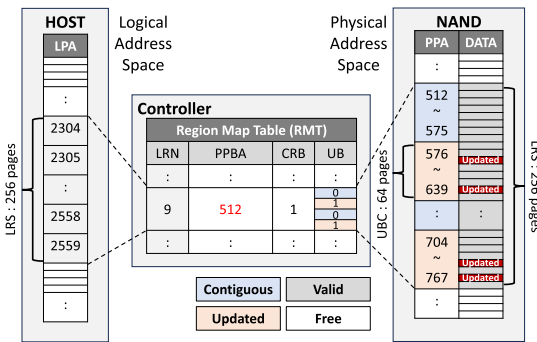 HOST
LPA
:
2304
2305
:
2558
2559
:
LRS : 256 pages
Logical
Address
Space
Physical
Address
Space
Controller
Region Map Table (RMT)
LRN PPBA CRB UB
: : : :
9 512 1 0 1 0 1
: : : :
NAND
PPA DATA
:
512
~
575
576 Updated
~
639 Updated
: :
704
~ Updated
767 Updated
:
UBC : 64 pages
LRS : 256 pages
Contiguous Valid
Updated Free